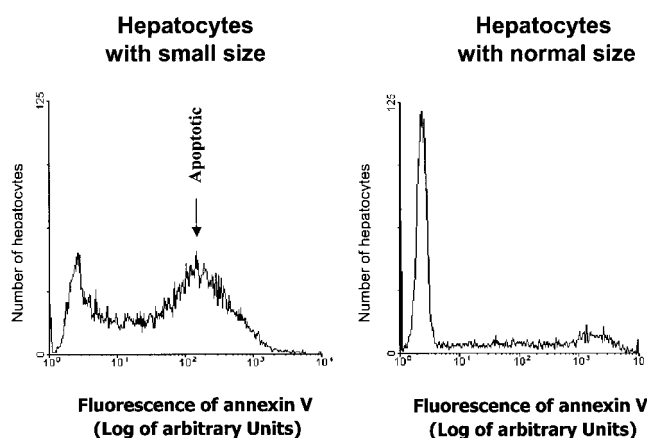 Hepatocytes
with small size
Hepatocytes
with normal size
125
Number of hepatocytes
0
Apoptotic
10⁰
10¹
10²
10³
10⁴
Fluorescence of annexin V
(Log of arbitrary Units)
125
Number of hepatocytes
0
10⁰
10¹
10²
10³
10
Fluorescence of annexin V
(Log of arbitrary Units)